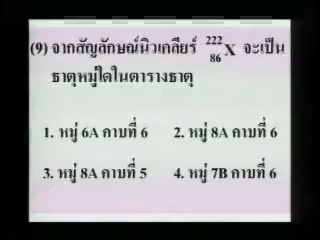 (9) จากสัญลักษณ์นิวเคลียร์ ²²²₈₆X จะเป็น
ธาตุหมู่ใดในตารางธาตุ
1. หมู่ 6A คาบที่ 6 2. หมู่ 8A คาบที่ 6
3. หมู่ 8A คาบที่ 5 4. หมู่ 7B คาบที่ 6